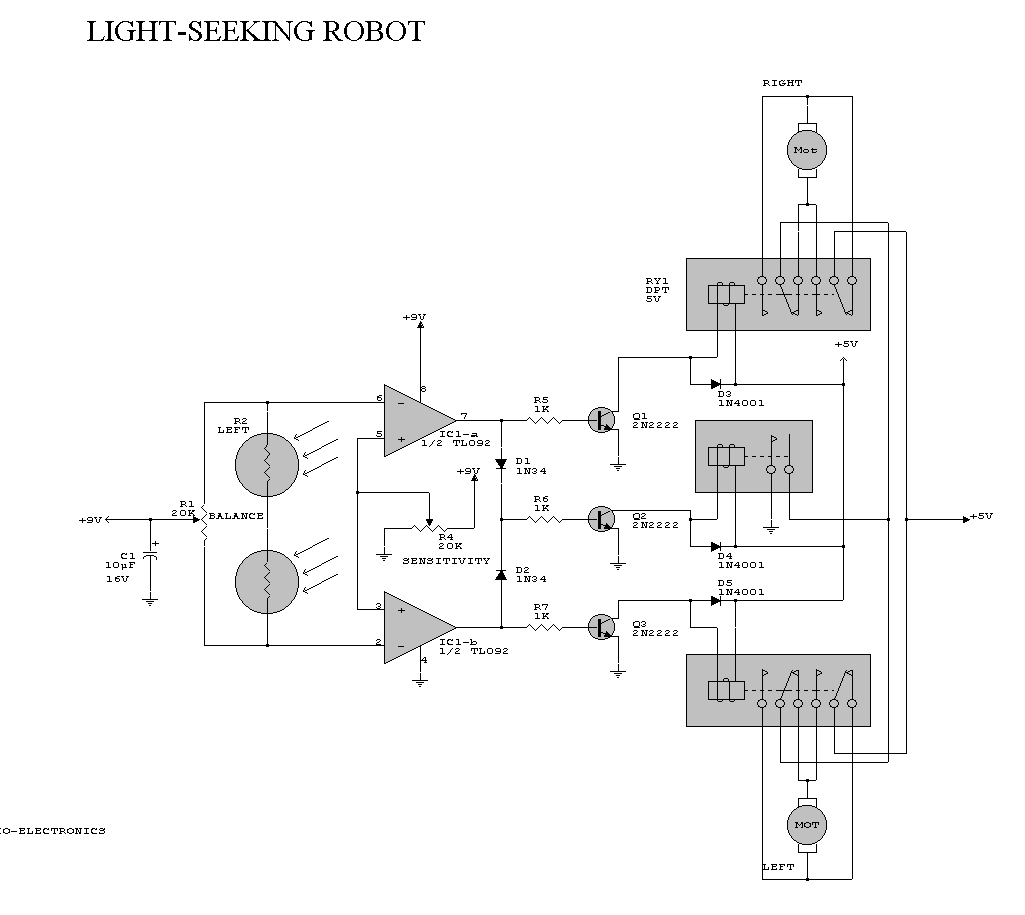 LIGHT-SEEKING ROBOT
RIGHT
Mot
RY1
DPT
5V
+9V
+5V
8
6
R2
LEFT
5
7
R5
1K
Q1
2N2222
D3
1N4001
IC1-a
1/2 TL092
D1
1N34
+9V
R1
20K
BALANCE
+9V
R4
20K
SENSITIVITY
R6
1K
Q2
2N2222
+5V
C1
10µF
16V
+
D4
1N4001
D2
1N34
D5
1N4001
3
R7
1K
Q3
2N2222
2
IC1-b
1/2 TL092
4
MOT
LEFT
IO-ELECTRONICS